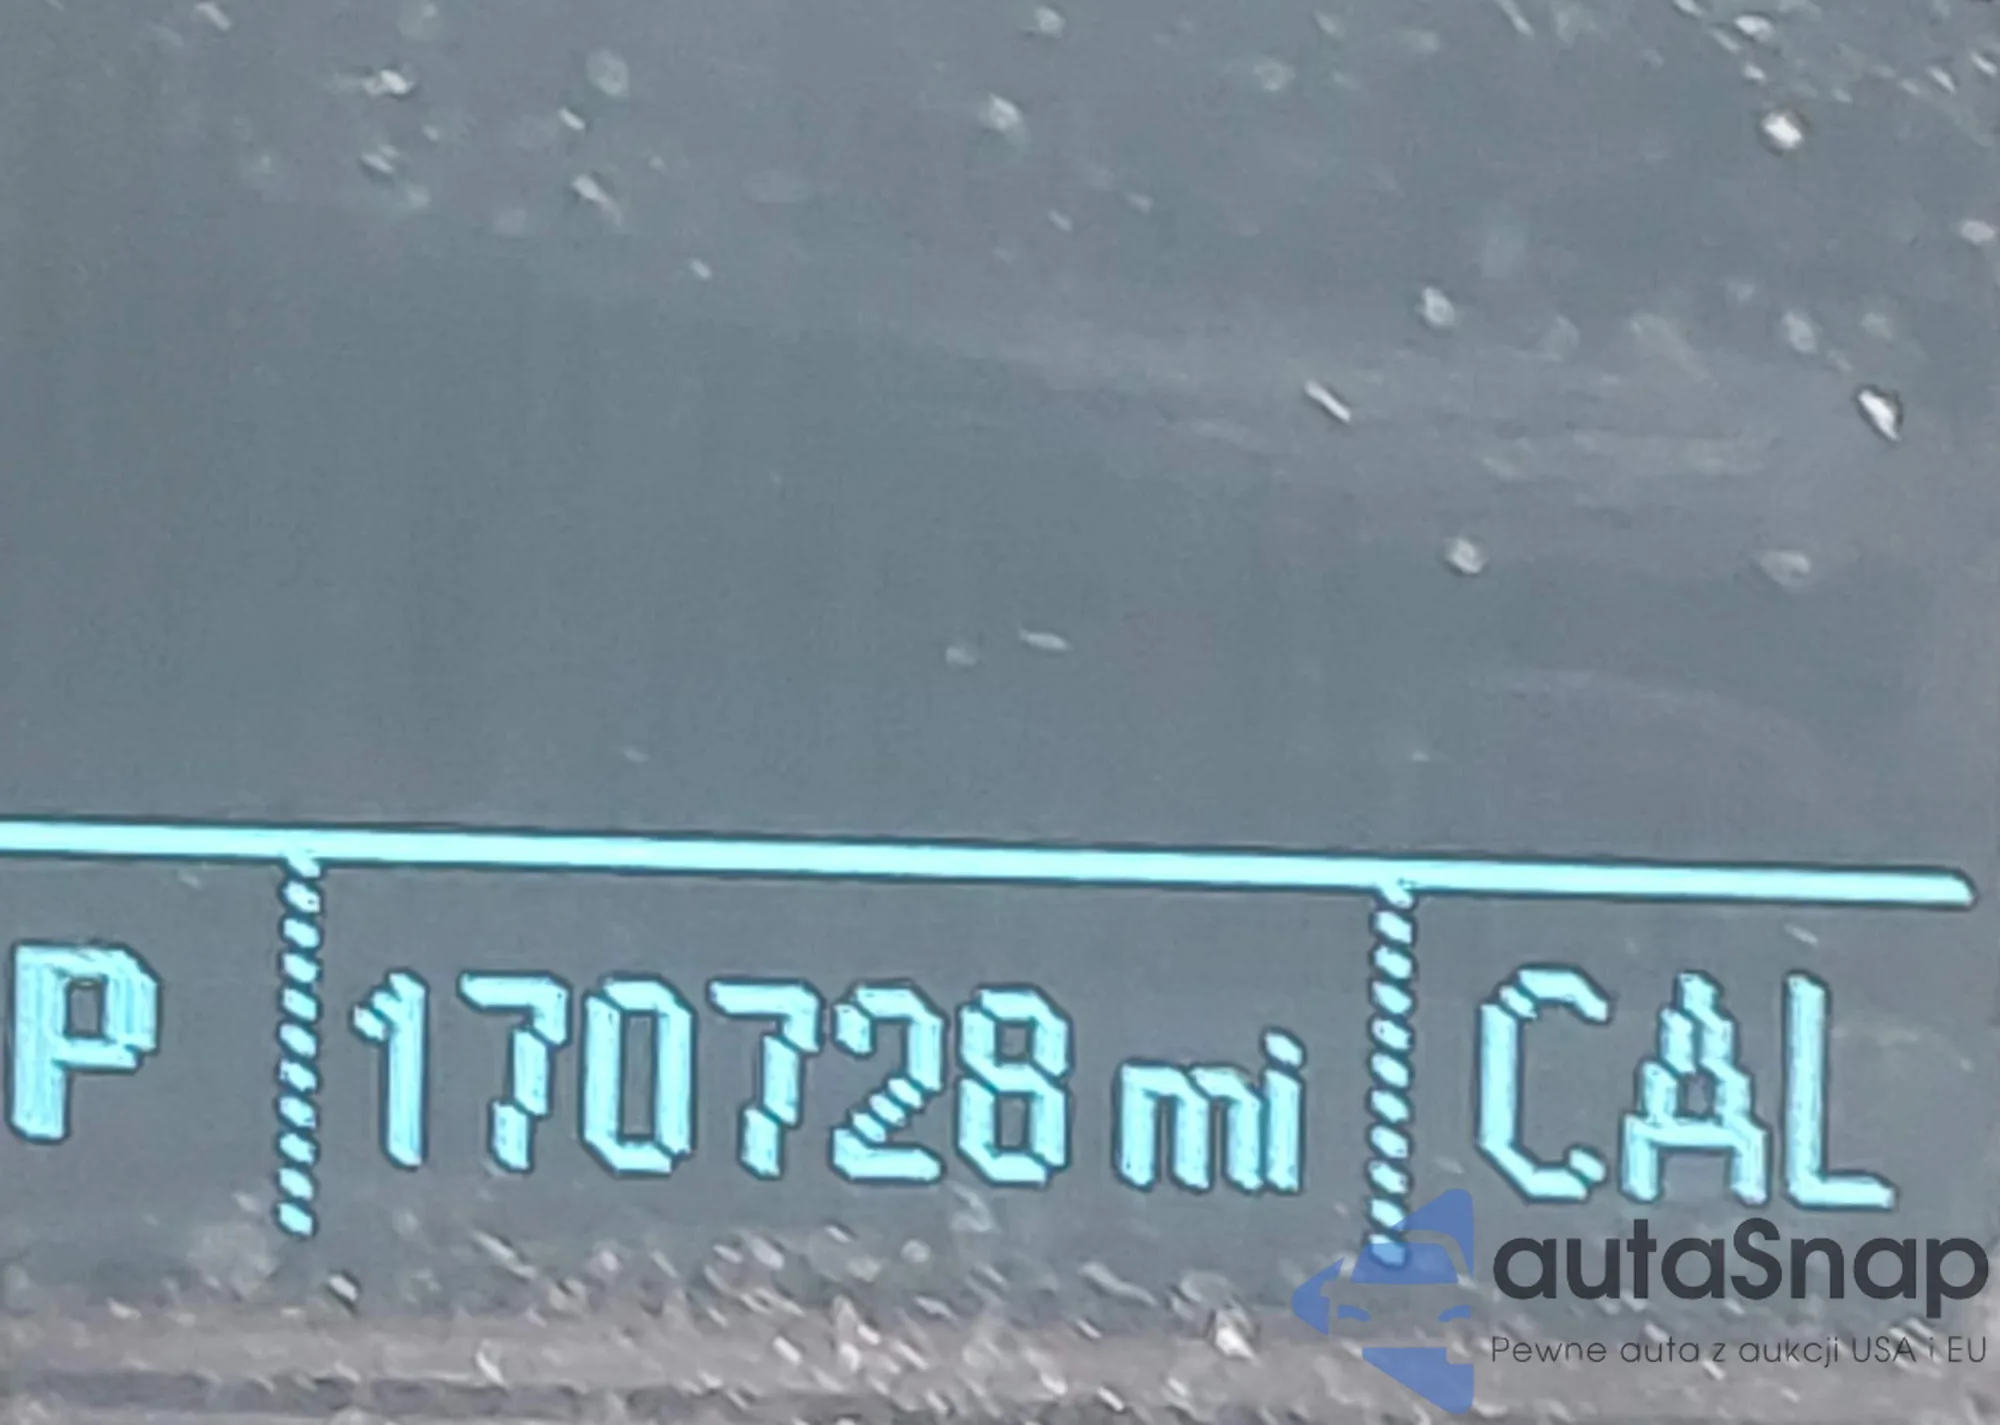 P 170728 mi CAL
autaSnap
Pewne auta z aukcji USA i EU